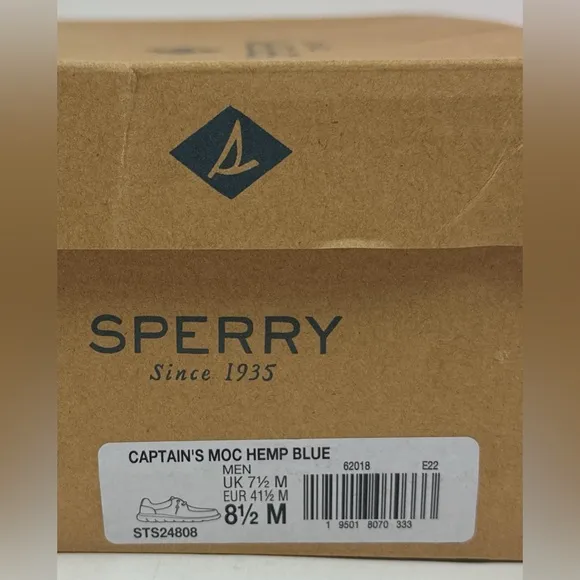 SPERRY
Since 1935
CAPTAIN'S MOC HEMP BLUE
MEN 62018 E22
UK 7½ M
EUR 41½ M
8½ M
STS24808
1 9501 8070 333